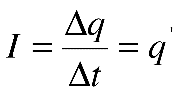 I = Δq/Δt = q'